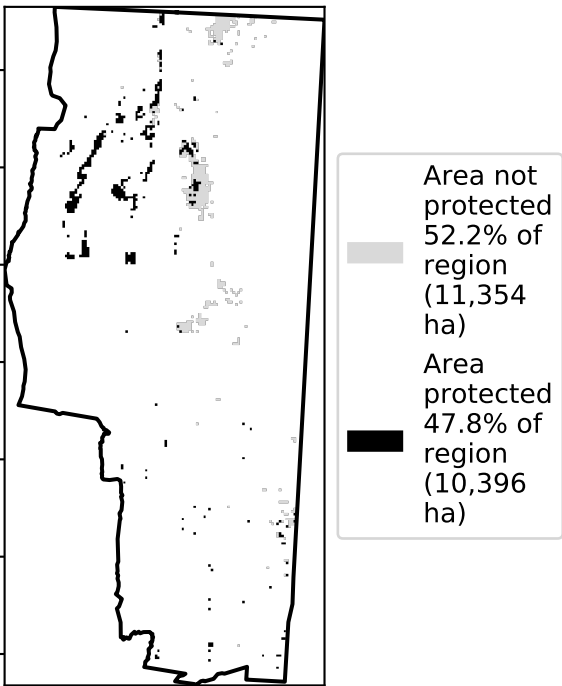 Area not
protected
52.2% of
region
(11,354
ha)
Area
protected
47.8% of
region
(10,396
ha)